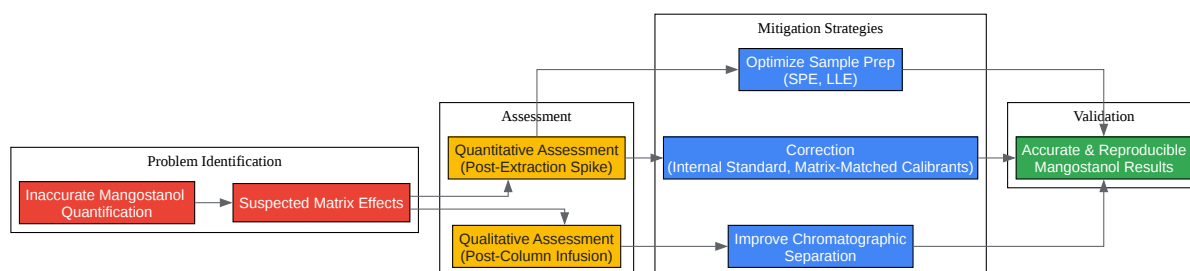 Problem Identification
Inaccurate Mangostanol
Quantification
Suspected Matrix Effects
Assessment
Quantitative Assessment
(Post-Extraction Spike)
Qualitative Assessment
(Post-Column Infusion)
Mitigation Strategies
Optimize Sample Prep
(SPE, LLE)
Correction
(Internal Standard, Matrix-Matched Calibrants)
Improve Chromatographic
Separation
Validation
Accurate & Reproducible
Mangostanol Results